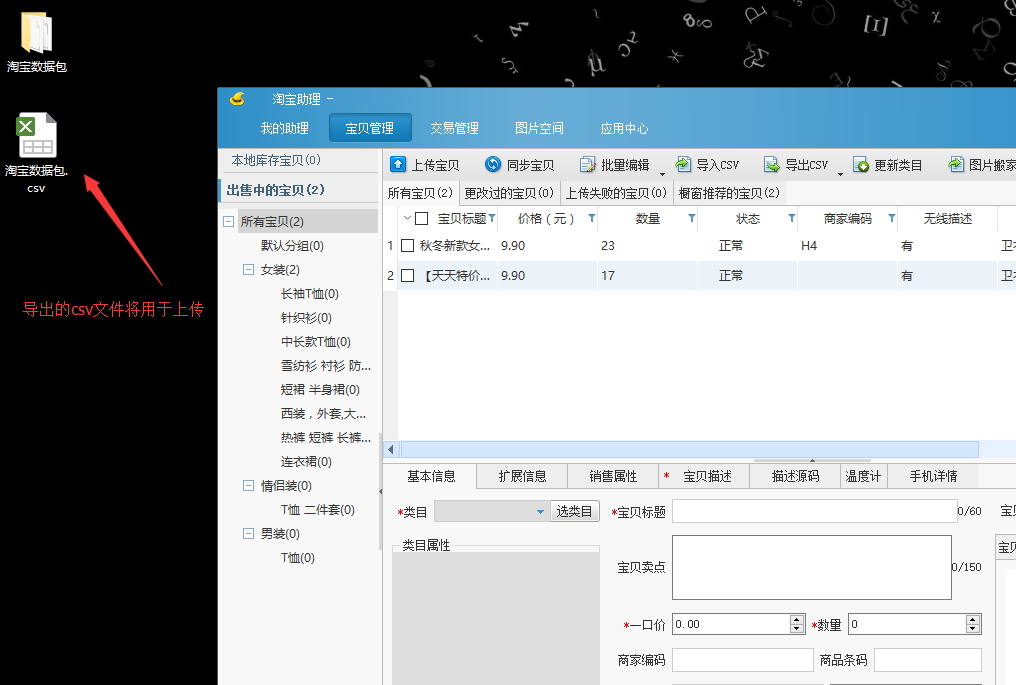 淘宝数据包
淘宝数据包.
csv
导出的csv文件将用于上传
淘宝助理
我的助理 宝贝管理 交易管理 图片空间 应用中心
本地库存宝贝(0)
出售中的宝贝(2)
所有宝贝(2)
默认分组(0)
女装(2)
长袖T恤(0)
针织衫(0)
中长款T恤(0)
雪纺衫 衬衫 防...
短裙 半身裙(0)
西装，外套,大...
热裤 短裤 长裤...
连衣裙(0)
情侣装(0)
T恤 二件套(0)
男装(0)
T恤(0)
上传宝贝 同步宝贝 批量编辑 导入CSV 导出CSV 更新类目 图片搬家
所有宝贝(2) 更改过的宝贝(0) 上传失败的宝贝(0) 橱窗推荐的宝贝(2)
宝贝标题 价格（元） 数量 状态 商家编码 无线描述
1 秋冬新款女... 9.90 23 正常 H4 有
2 【天天特价... 9.90 17 正常 有
基本信息 扩展信息 销售属性 * 宝贝描述 描述源码 温度计 手机详情
*类目 选类目 *宝贝标题 0/60
类目属性
宝贝卖点 0/150
*一口价 0.00 *数量 0
商家编码 商品条码